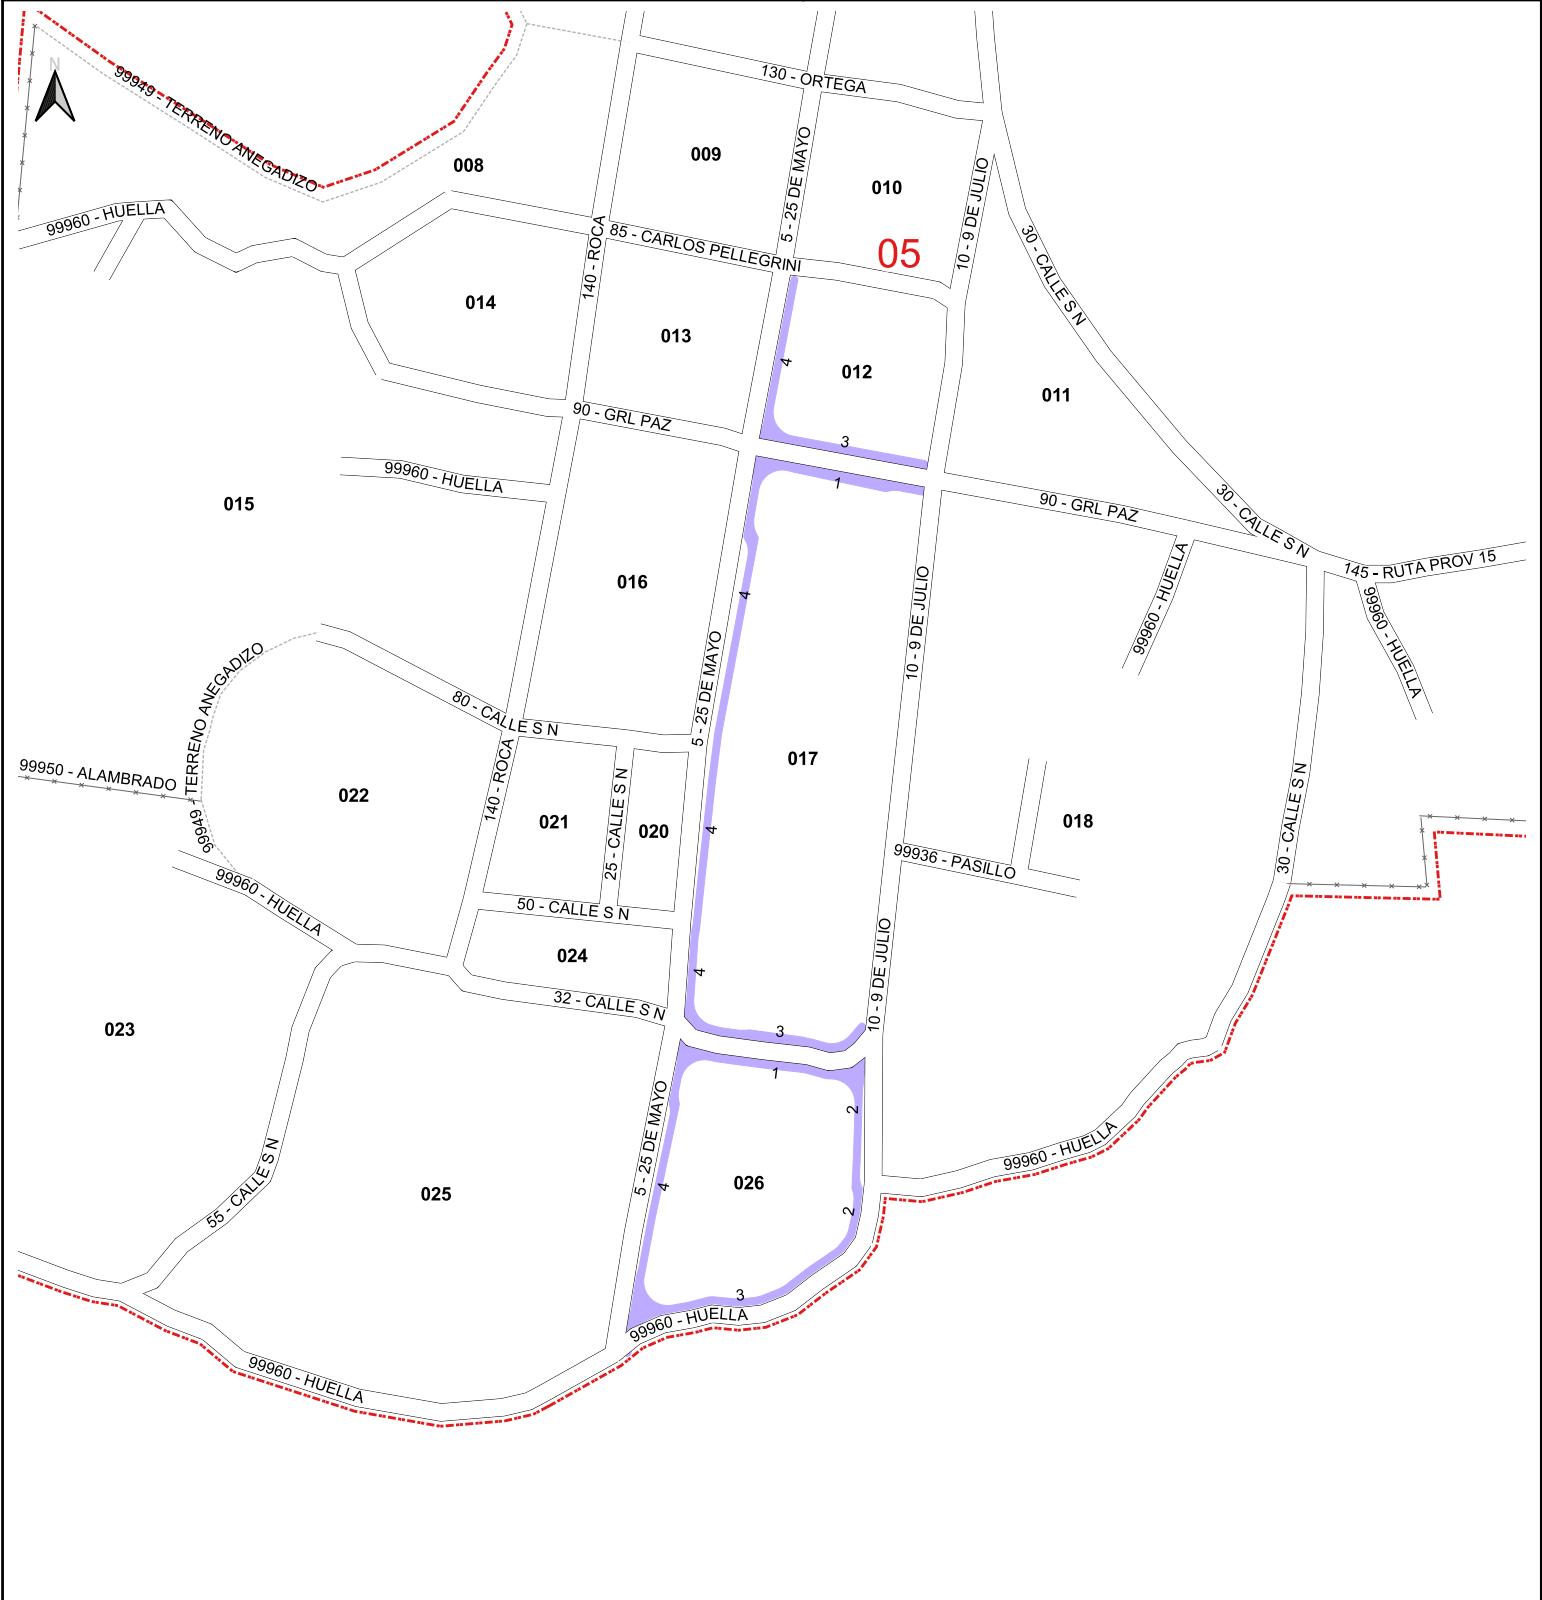 N
99949 - TERRENO ANEGADIZO
130 - ORTEGA
008
009
010
5 - 25 DE MAYO
10 - 9 DE JULIO
99960 - HUELLA
140 - ROCA
85 - CARLOS PELLEGRINI
05
30 - CALLE S N
014
013
012
011
4
3
90 - GRL PAZ
99960 - HUELLA
1
015
016
90 - GRL PAZ
30 - CALLE S N
145 - RUTA PROV 15
99960 - HUELLA
99960 - HUELLA
4
10 - 9 DE JULIO
5 - 25 DE MAYO
99949 - TERRENO ANEGADIZO
80 - CALLE S N
017
99950 - ALAMBRADO
022
140 - ROCA
021
25 - CALLE S N
020
4
018
30 - CALLE S N
99936 - PASILLO
99960 - HUELLA
50 - CALLE S N
024
10 - 9 DE JULIO
4
32 - CALLE S N
023
3
1
2
5 - 25 DE MAYO
99960 - HUELLA
55 - CALLE S N
025
4
026
2
3
99960 - HUELLA
99960 - HUELLA